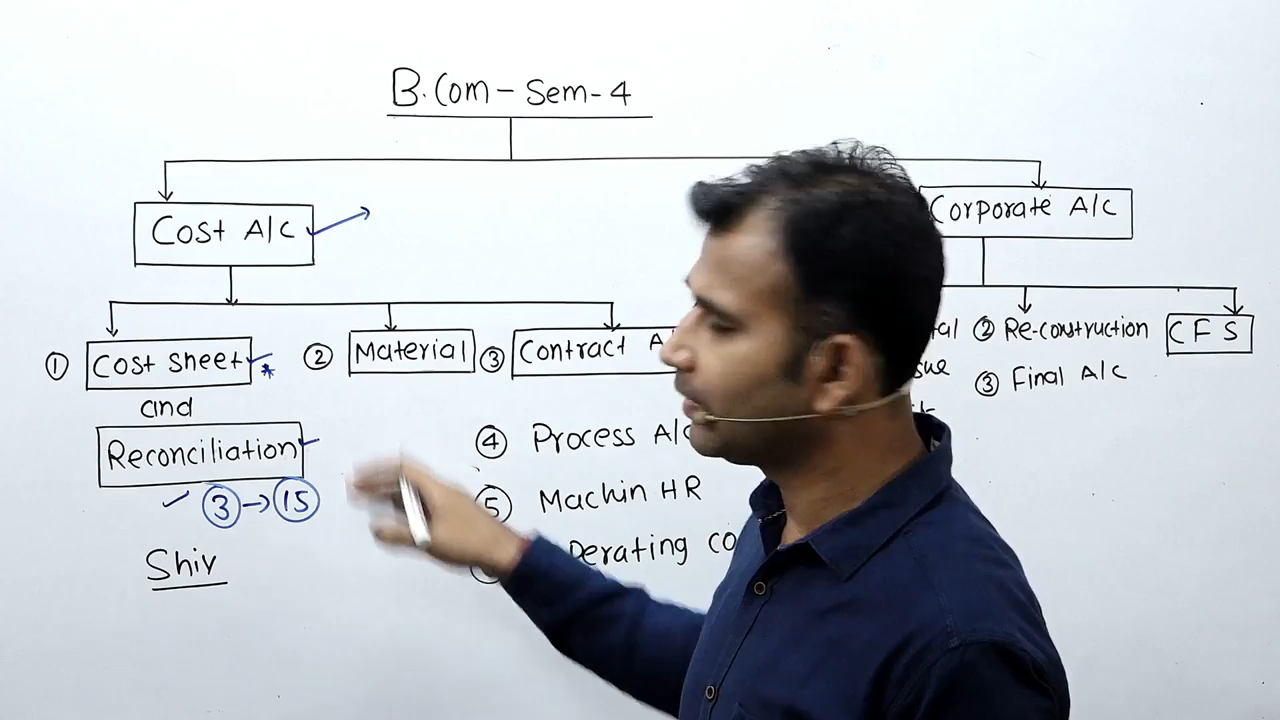 B.Com - Sem-4
Cost A/c
Corporate A/c
① Cost sheet
and
Reconciliation
③ → ⑮
Shiv
② Material
③ Contract
④ Process A/c
⑤ Machin HR
② Re-construction
③ Final A/c
C F S